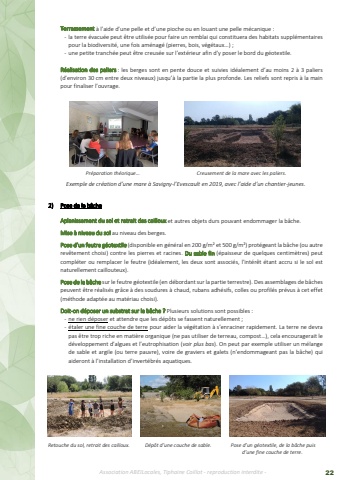 Terrassement à l'aide d'une pelle et d'une pioche ou en louant une pelle mécanique :
- la terre évacuée peut être utilisée pour faire un remblai qui constituera des habitats supplémentaires
pour la biodiversité, une fois aménagé (pierres, bois, végétaux...) ;
- une petite tranchée peut être creusée sur l'extérieur afin d'y poser le bord du géotextile.
Réalisation des paliers : les berges sont en pente douce et suivies idéalement d'au moins 2 à 3 paliers
(d'environ 30 cm entre deux niveaux) jusqu'à la partie la plus profonde. Les reliefs sont repris à la main
pour finaliser l'ouvrage.
Préparation théorique...
Creusement de la mare avec les paliers.
Exemple de création d'une mare à Savigny-l'Evescault en 2019, avec l'aide d'un chantier-jeunes.
2) Pose de la bâche
Aplanissement du sol et retrait des cailloux et autres objets durs pouvant endommager la bâche.
Mise à niveau du sol au niveau des berges.
Pose d'un feutre géotextile (disponible en général en 200 g/m² et 500 g/m²) protégeant la bâche (ou autre
revêtement choisi) contre les pierres et racines. Du sable fin (épaisseur de quelques centimètres) peut
compléter ou remplacer le feutre (idéalement, les deux sont associés, l'intérêt étant accru si le sol est
naturellement caillouteux).
Pose de la bâche sur le feutre géotextile (en débordant sur la partie terrestre). Des assemblages de bâches
peuvent être réalisés grâce à des soudures à chaud, rubans adhésifs, colles ou profilés prévus à cet effet
(méthode adaptée au matériau choisi).
Doit-on déposer un substrat sur la bâche ? Plusieurs solutions sont possibles :
- ne rien déposer et attendre que les dépôts se fassent naturellement ;
- étaler une fine couche de terre pour aider la végétation à s'enraciner rapidement. La terre ne devra
pas être trop riche en matière organique (ne pas utiliser de terreau, compost...), cela encouragerait le
développement d'algues et l'eutrophisation (voir plus bas). On peut par exemple utiliser un mélange
de sable et argile (ou terre pauvre), voire de graviers et galets (n'endommageant pas la bâche) qui
aideront à l'installation d'invertébrés aquatiques.
Retouche du sol, retrait des cailloux.
Dépôt d'une couche de sable.
Pose d'un géotextile, de la bâche puis
d'une fine couche de terre.
Association ABEScasées, Tiphanie Caillot - reproduction interdite -
22